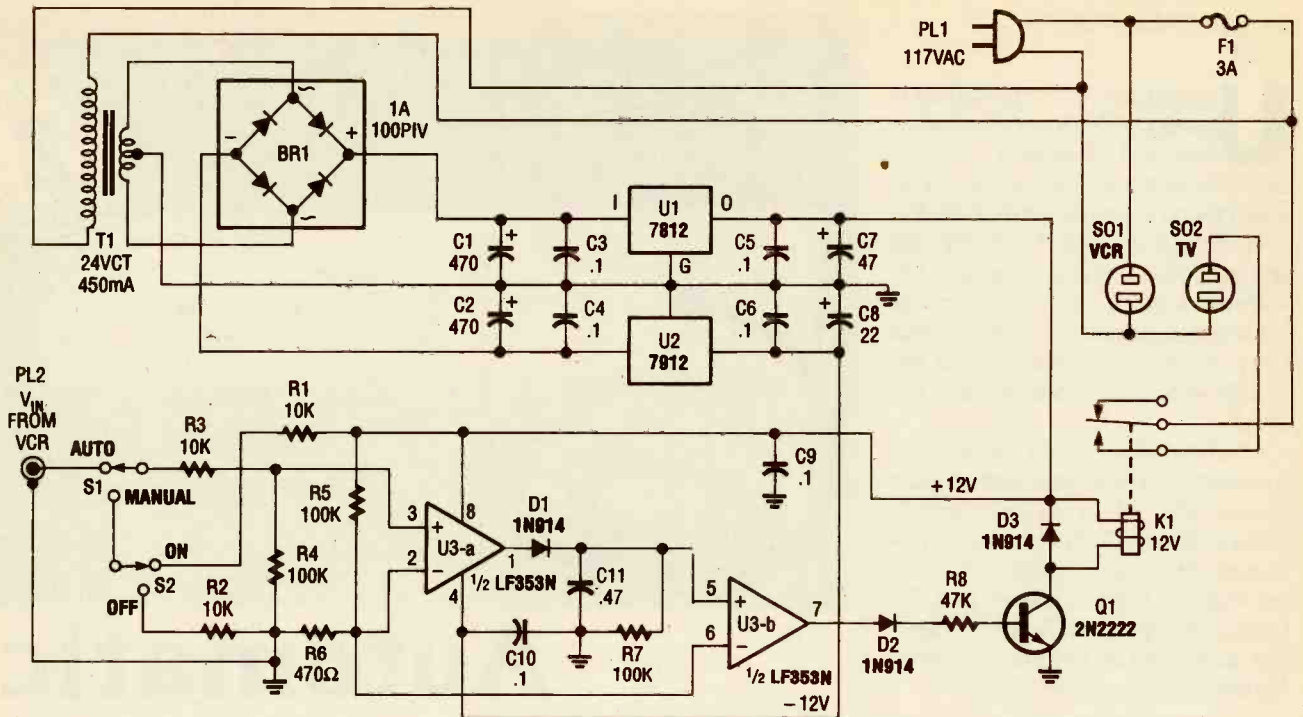 PL1
117VAC
F1
3A
~
1A
100PIV
BR1
-
+
~
T1
24VCT
450mA
I
U1
7812
O
G
C1
470
+
C3
.1
C5
.1
+
C7
47
C2
470
+
C4
.1
U2
7912
C6
.1
+
C8
22
SO1
VCR
SO2
TV
PL2
VIN
FROM
VCR
AUTO
S1
MANUAL
ON
S2
OFF
R3
10K
R1
10K
R5
100K
R4
100K
R2
10K
R6
470Ω
3
+
2
-
8
U3-a
1
4
1/2 LF353N
D1
1N914
C11
.47
C10
.1
R7
100K
C9
.1
5
+
6
-
U3-b
7
1/2 LF353N
-12V
+12V
D2
1N914
R8
47K
D3
1N914
K1
12V
Q1
2N2222